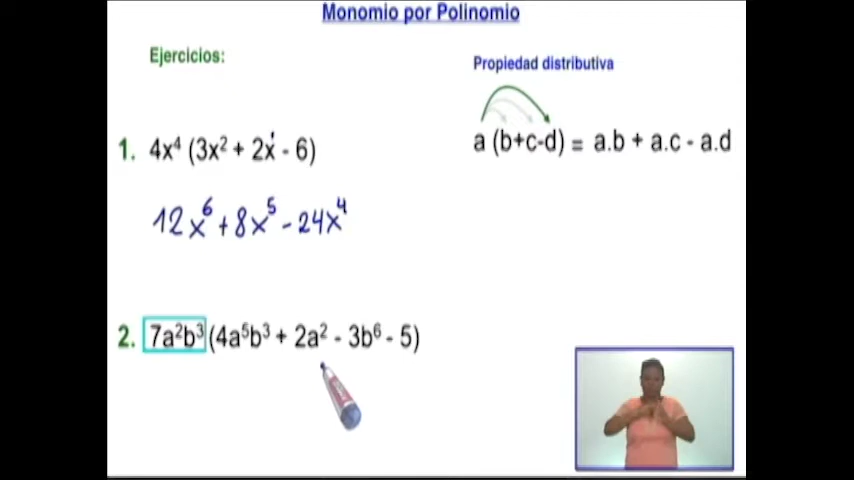 Monomio por Polinomio
Ejercicios:
Propiedad distributiva
1. 4x⁴ (3x² + 2x - 6)
a (b+c-d) = a.b + a.c - a.d
12x⁶ + 8x⁵ - 24x⁴
2. 7a²b³ (4a⁵b³ + 2a² - 3b⁶ - 5)